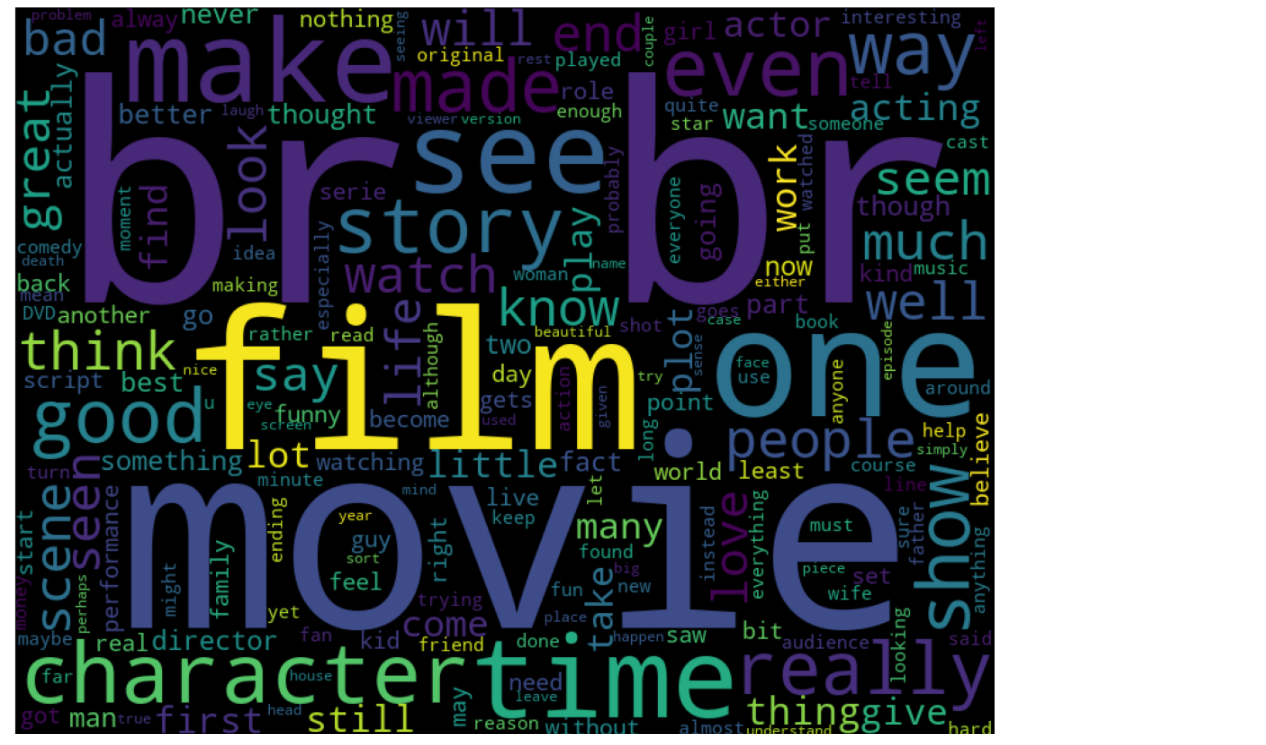 problem
alway
never
nothing
seeing
will
end
couple
girl
actor
interesting
left
bad
make
original
rest
played
even
way
tell
made
role
great
actually
better
laugh
thought
viewer
version
enough
quite
star
want
someone
acting
cast
br br
look
see
probably
work
watched
seem
moment
find
serie
story
play
everyone
going
put
though
much
comedy
death
idea
especially
watch
woman
name
now
either
kind
music
back
mean
making
life
know
goes
part
well
DVD
another
go
film
beautiful
shot
plot
case
sense
book
one
episode
think
rather
read
although
two
script
best
nice
say
day
try
face
use
anyone
around
good
u
eye
funny
screen
become
gets
used
action
given
point
long
people
help
simply
believe
something
lot
watching
little
fact
world
least
course
turn
seen
minute
mind
live
let
line
scene
movie
show
start
performance
ending
year
keep
many
instead
love
everything
must
sure
father
anything
guy
sort
right
found
money
perhaps
might
family
feel
fun
take
big
new
piece
set
wife
yet
trying
place
come
maybe
real
director
fan
kid
friend
done
happen
saw
bit
audience
looking
said
far
character
time
really
house
need
leave
got
man
true
first
head
still
may
reason
without
almost
thing
understand
give
hard